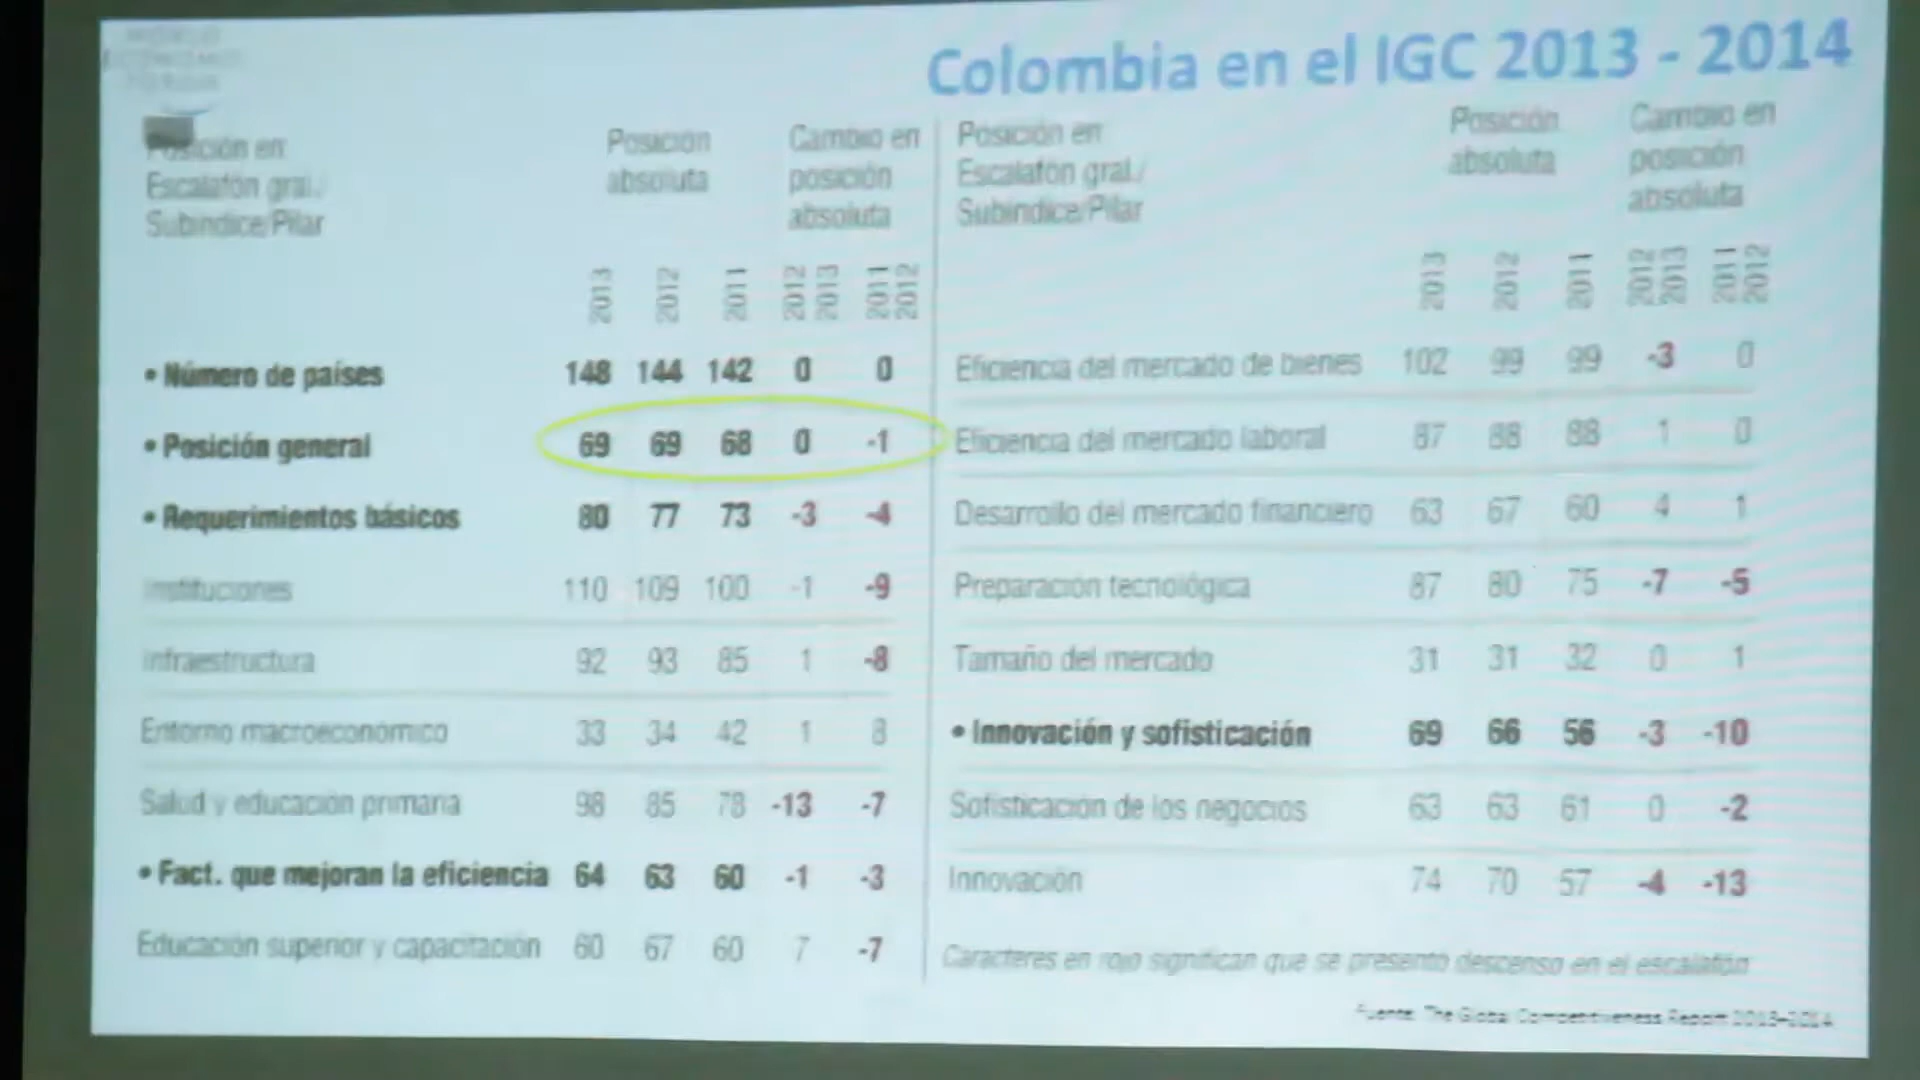 Colombia en el IGC 2013 - 2014
Posición en
Escalafón gral./
Subíndice/Pilar
Posición
absoluta
Cambio en
posición
absoluta
2013 2012 2011 2012 2013 2011 2012
• Número de países 148 144 142 0 0
• Posición general 69 69 68 0 -1
• Requerimientos básicos 80 77 73 -3 -4
Instituciones 110 109 100 -1 -9
Infraestructura 92 93 85 1 -8
Entorno macroeconómico 33 34 42 1 8
Salud y educación primaria 98 85 78 -13 -7
• Fact. que mejoran la eficiencia 64 63 60 -1 -3
Educación superior y capacitación 60 67 60 7 -7
Posición en
Escalafón gral./
Subíndice/Pilar
Posición
absoluta
Cambio en
posición
absoluta
2013 2012 2011 2012 2013 2011 2012
Eficiencia del mercado de bienes 102 99 99 -3 0
Eficiencia del mercado laboral 87 88 88 1 0
Desarrollo del mercado financiero 63 67 60 4 1
Preparación tecnológica 87 80 75 -7 -5
Tamaño del mercado 31 31 32 0 1
• Innovación y sofisticación 69 66 56 -3 -10
Sofisticación de los negocios 63 63 61 0 -2
Innovación 74 70 57 -4 -13
Caracteres en rojo significan que se presentó descenso en el escalafón
Fuente: The Global Competitiveness Report 2013-2014